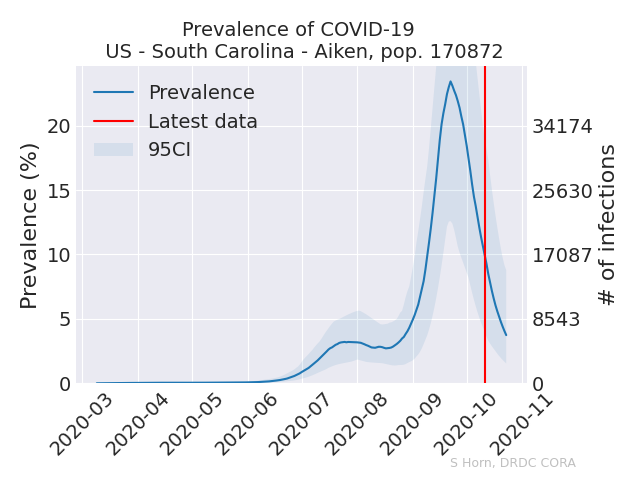 Prevalence of COVID-19
US - South Carolina - Aiken, pop. 170872
Prevalence
Latest data
95CI
Prevalence (%)
20
15
10
5
0
34174
25630
17087
8543
0
# of infections
2020-03
2020-04
2020-05
2020-06
2020-07
2020-08
2020-09
2020-10
2020-11
S Horn, DRDC CORA